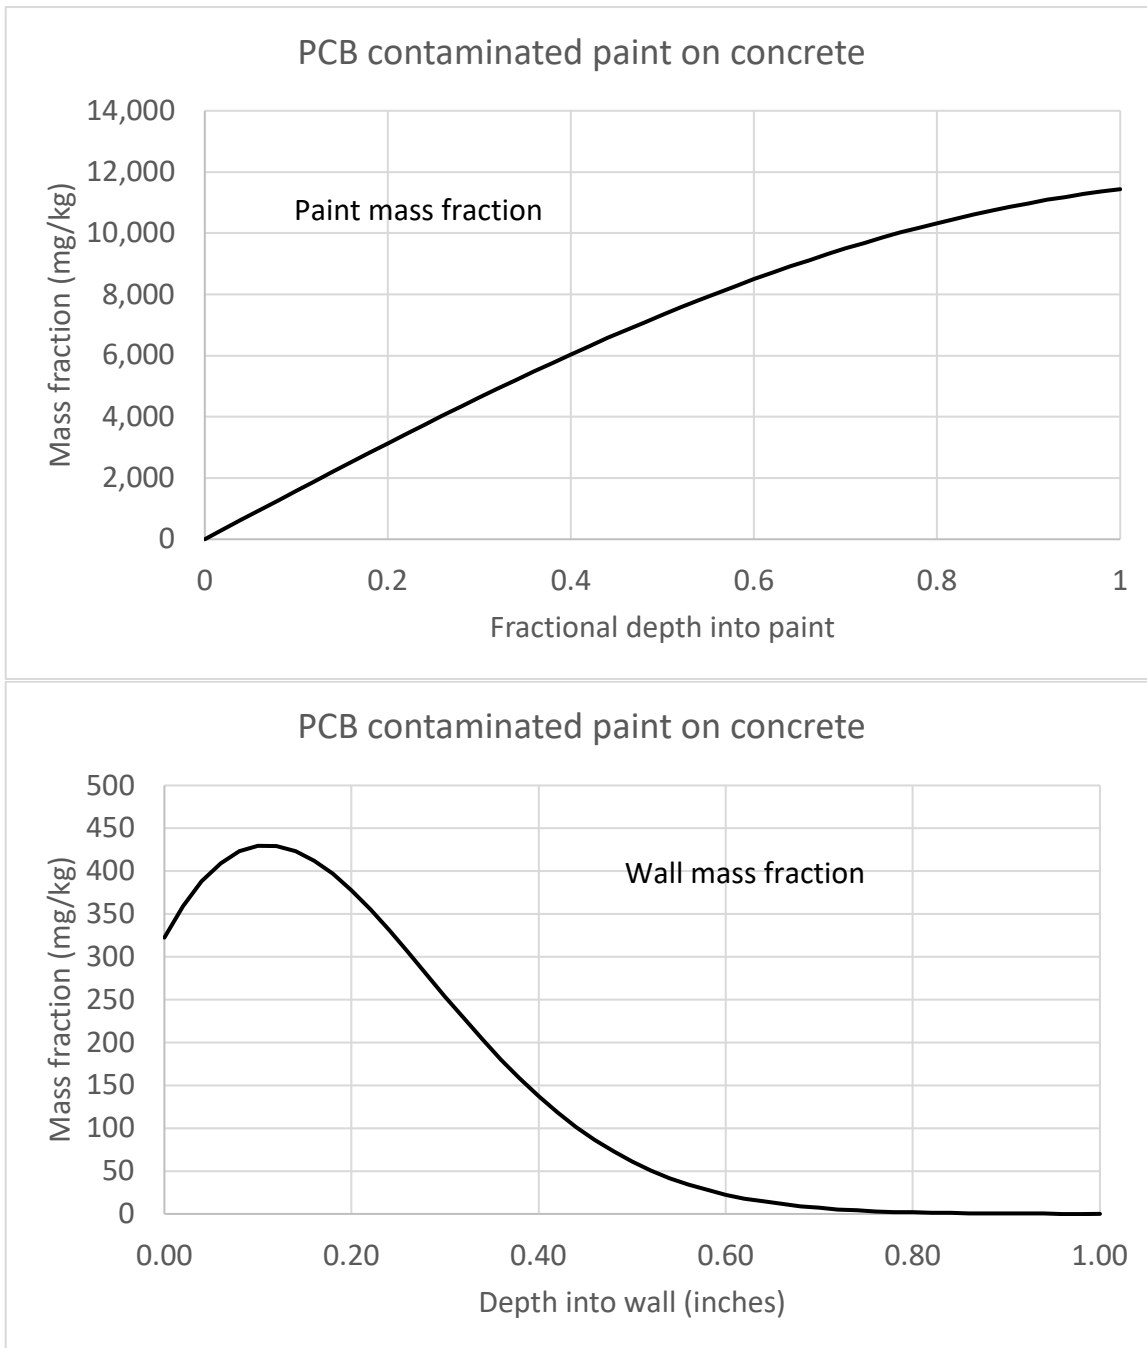 PCB contaminated paint on concrete
14,000
12,000
10,000
8,000
6,000
4,000
2,000
0
Mass fraction (mg/kg)
Paint mass fraction
0 0.2 0.4 0.6 0.8 1
Fractional depth into paint
PCB contaminated paint on concrete
500
450
400
350
300
250
200
150
100
50
0
Mass fraction (mg/kg)
Wall mass fraction
0.00 0.20 0.40 0.60 0.80 1.00
Depth into wall (inches)